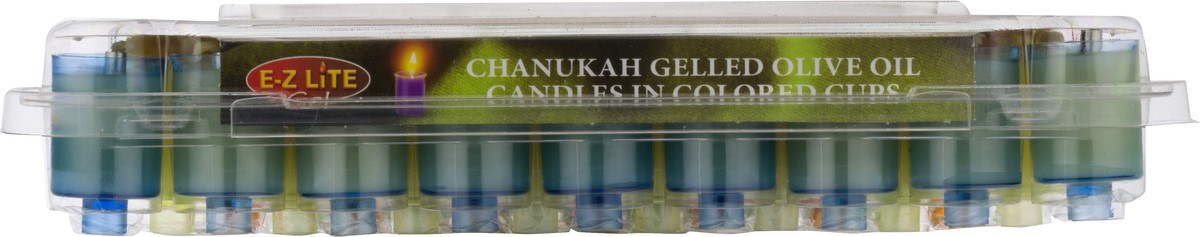 E-Z LiTE
Gel
CHANUKAH GELLED OLIVE OIL
CANDLES IN COLORED CUPS